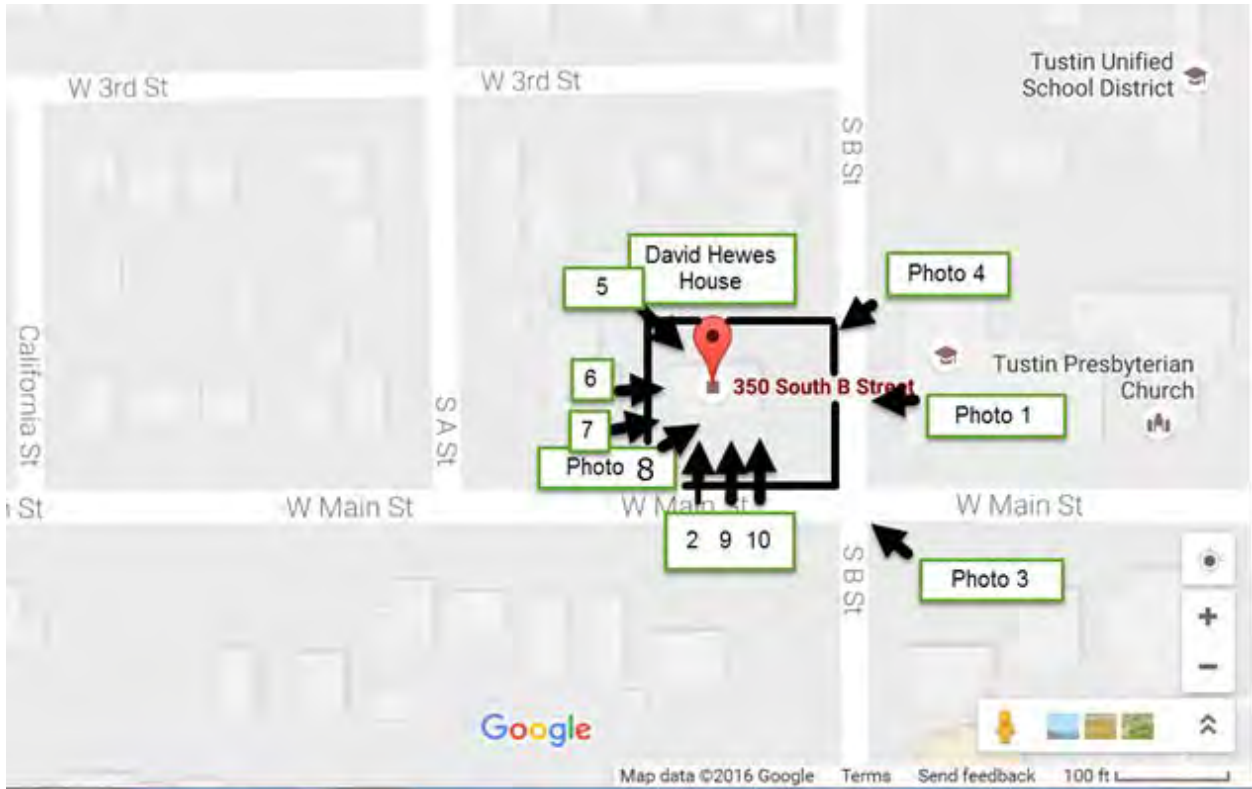 W 3rd St
W 3rd St
Tustin Unified
School District
S B St
David Hewes
House
Photo 4
5
California St
6
350 South B Street
Tustin Presbyterian
Church
S A St
7
Photo 1
Photo 8
n St
W Main St
W Main St
W Main St
2 9 10
S B St
Photo 3
Google
Map data ©2016 Google Terms Send feedback 100 ft